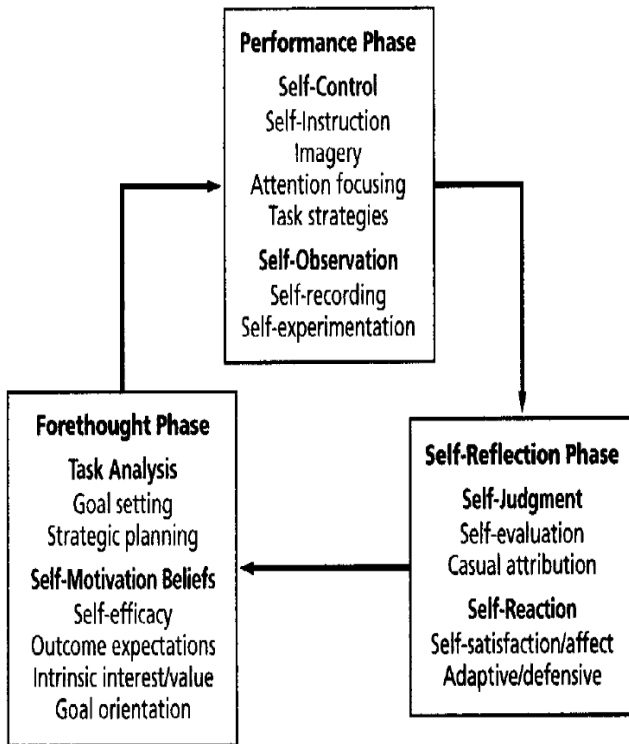 Performance Phase
Self-Control
Self-Instruction
Imagery
Attention focusing
Task strategies
Self-Observation
Self-recording
Self-experimentation
Forethought Phase
Task Analysis
Goal setting
Strategic planning
Self-Motivation Beliefs
Self-efficacy
Outcome expectations
Intrinsic interest/value
Goal orientation
Self-Reflection Phase
Self-Judgment
Self-evaluation
Casual attribution
Self-Reaction
Self-satisfaction/affect
Adaptive/defensive